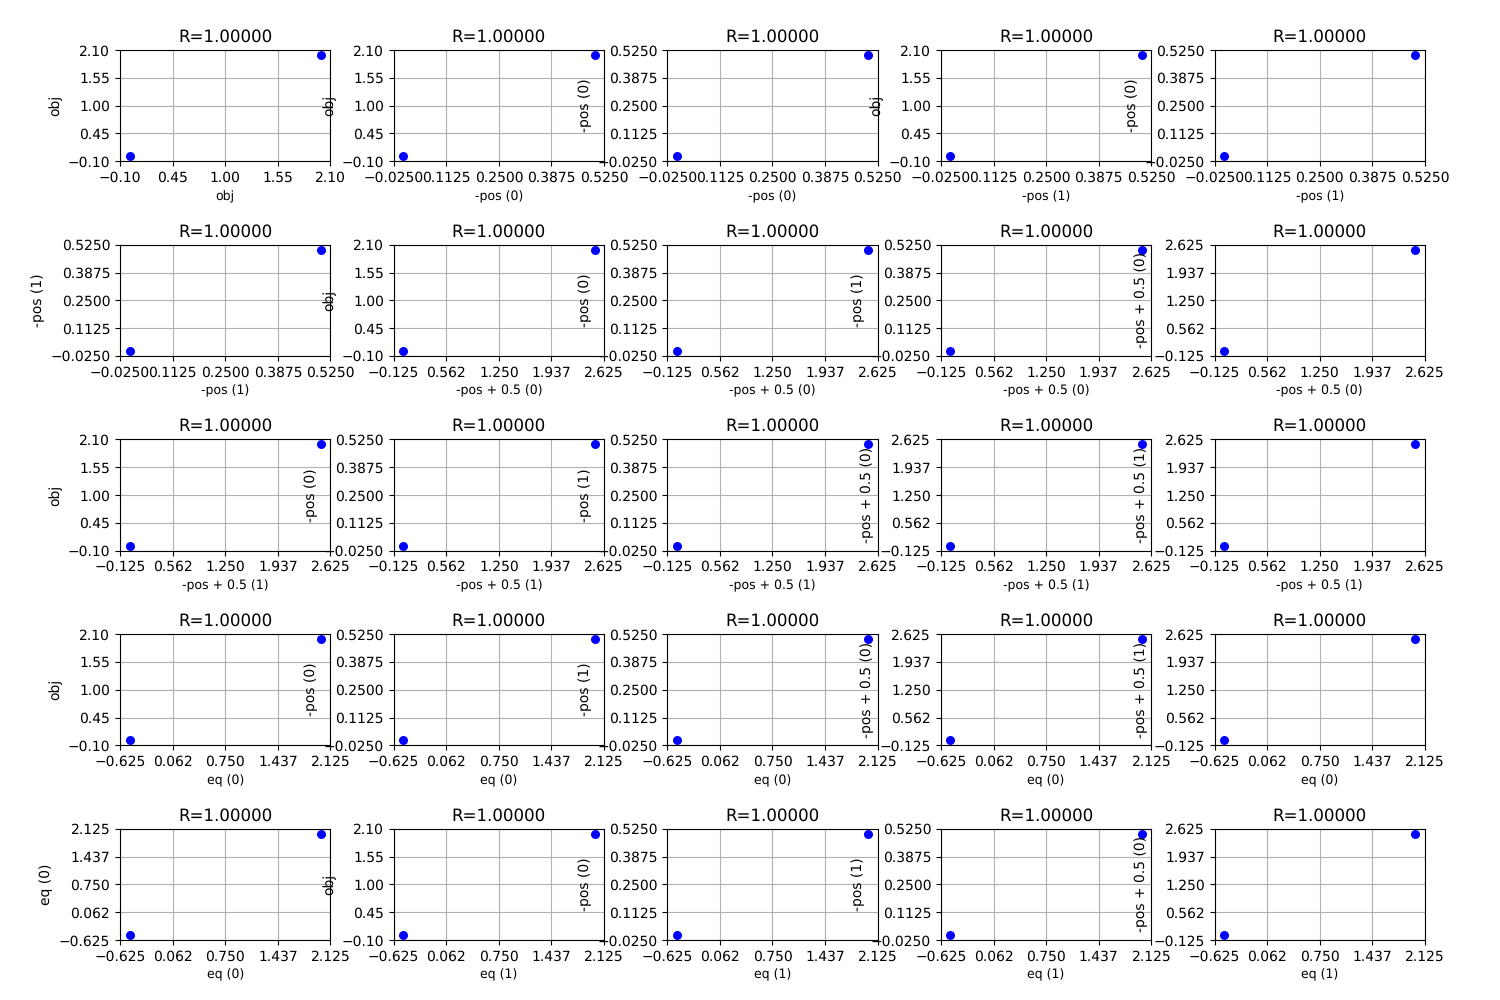 R=1.00000 R=1.00000 R=1.00000 R=1.00000 R=1.00000
2.10 2.10 0.5250 2.10 0.5250
1.55 1.55 0.3875 1.55 0.3875
obj 1.00 obj 1.00 -pos (0) 0.2500 obj 1.00 -pos (0) 0.2500
0.45 0.45 0.1125 0.45 0.1125
−0.10 −0.10 −0.0250 −0.10 −0.0250
−0.10 0.45 1.00 1.55 2.10 −0.0250 0.1125 0.2500 0.3875 0.5250 −0.0250 0.1125 0.2500 0.3875 0.5250 −0.0250 0.1125 0.2500 0.3875 0.5250 −0.0250 0.1125 0.2500 0.3875 0.5250
obj -pos (0) -pos (0) -pos (1) -pos (1)
R=1.00000 R=1.00000 R=1.00000 R=1.00000 R=1.00000
0.5250 2.10 0.5250 0.5250 2.625
0.3875 1.55 0.3875 0.3875 1.937
-pos (1) 0.2500 obj 1.00 -pos (0) 0.2500 -pos (1) 0.2500 -pos + 0.5 (0) 1.250
0.1125 0.45 0.1125 0.1125 0.562
−0.0250 −0.10 −0.0250 −0.0250 −0.125
−0.0250 0.1125 0.2500 0.3875 0.5250 −0.125 0.562 1.250 1.937 2.625 −0.125 0.562 1.250 1.937 2.625 −0.125 0.562 1.250 1.937 2.625 −0.125 0.562 1.250 1.937 2.625
-pos (1) -pos + 0.5 (0) -pos + 0.5 (0) -pos + 0.5 (0) -pos + 0.5 (0)
R=1.00000 R=1.00000 R=1.00000 R=1.00000 R=1.00000
2.10 0.5250 0.5250 2.625 2.625
1.55 0.3875 0.3875 1.937 1.937
obj 1.00 -pos (0) 0.2500 -pos (1) 0.2500 -pos + 0.5 (0) 1.250 -pos + 0.5 (1) 1.250
0.45 0.1125 0.1125 0.562 0.562
−0.10 −0.0250 −0.0250 −0.125 −0.125
−0.125 0.562 1.250 1.937 2.625 −0.125 0.562 1.250 1.937 2.625 −0.125 0.562 1.250 1.937 2.625 −0.125 0.562 1.250 1.937 2.625 −0.125 0.562 1.250 1.937 2.625
-pos + 0.5 (1) -pos + 0.5 (1) -pos + 0.5 (1) -pos + 0.5 (1) -pos + 0.5 (1)
R=1.00000 R=1.00000 R=1.00000 R=1.00000 R=1.00000
2.10 0.5250 0.5250 2.625 2.625
1.55 0.3875 0.3875 1.937 1.937
obj 1.00 -pos (0) 0.2500 -pos (1) 0.2500 -pos + 0.5 (0) 1.250 -pos + 0.5 (1) 1.250
0.45 0.1125 0.1125 0.562 0.562
−0.10 −0.0250 −0.0250 −0.125 −0.125
−0.625 0.062 0.750 1.437 2.125 −0.625 0.062 0.750 1.437 2.125 −0.625 0.062 0.750 1.437 2.125 −0.625 0.062 0.750 1.437 2.125 −0.625 0.062 0.750 1.437 2.125
eq (0) eq (0) eq (0) eq (0) eq (0)
R=1.00000 R=1.00000 R=1.00000 R=1.00000 R=1.00000
2.125 2.10 0.5250 0.5250 2.625
1.437 1.55 0.3875 0.3875 1.937
eq (0) 0.750 obj 1.00 -pos (0) 0.2500 -pos (1) 0.2500 -pos + 0.5 (0) 1.250
0.062 0.45 0.1125 0.1125 0.562
−0.625 −0.10 −0.0250 −0.0250 −0.125
−0.625 0.062 0.750 1.437 2.125 −0.625 0.062 0.750 1.437 2.125 −0.625 0.062 0.750 1.437 2.125 −0.625 0.062 0.750 1.437 2.125 −0.625 0.062 0.750 1.437 2.125
eq (0) eq (1) eq (1) eq (1) eq (1)